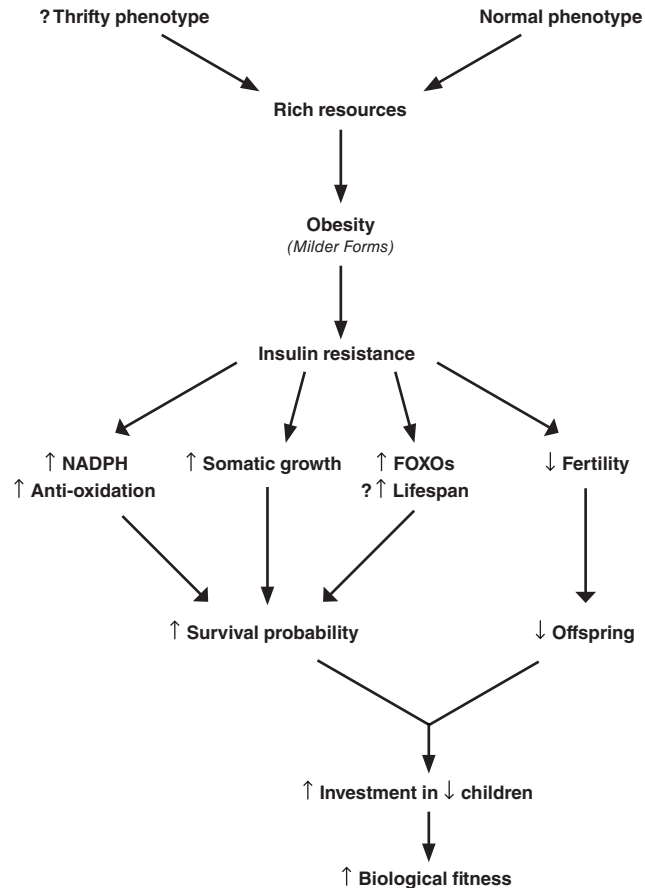 ? Thrifty phenotype
Normal phenotype
Rich resources
Obesity
(Milder Forms)
Insulin resistance
↑ NADPH
↑ Anti-oxidation
↑ Somatic growth
↑ FOXOs
? ↑ Lifespan
↓ Fertility
↑ Survival probability
↓ Offspring
↑ Investment in ↓ children
↑ Biological fitness